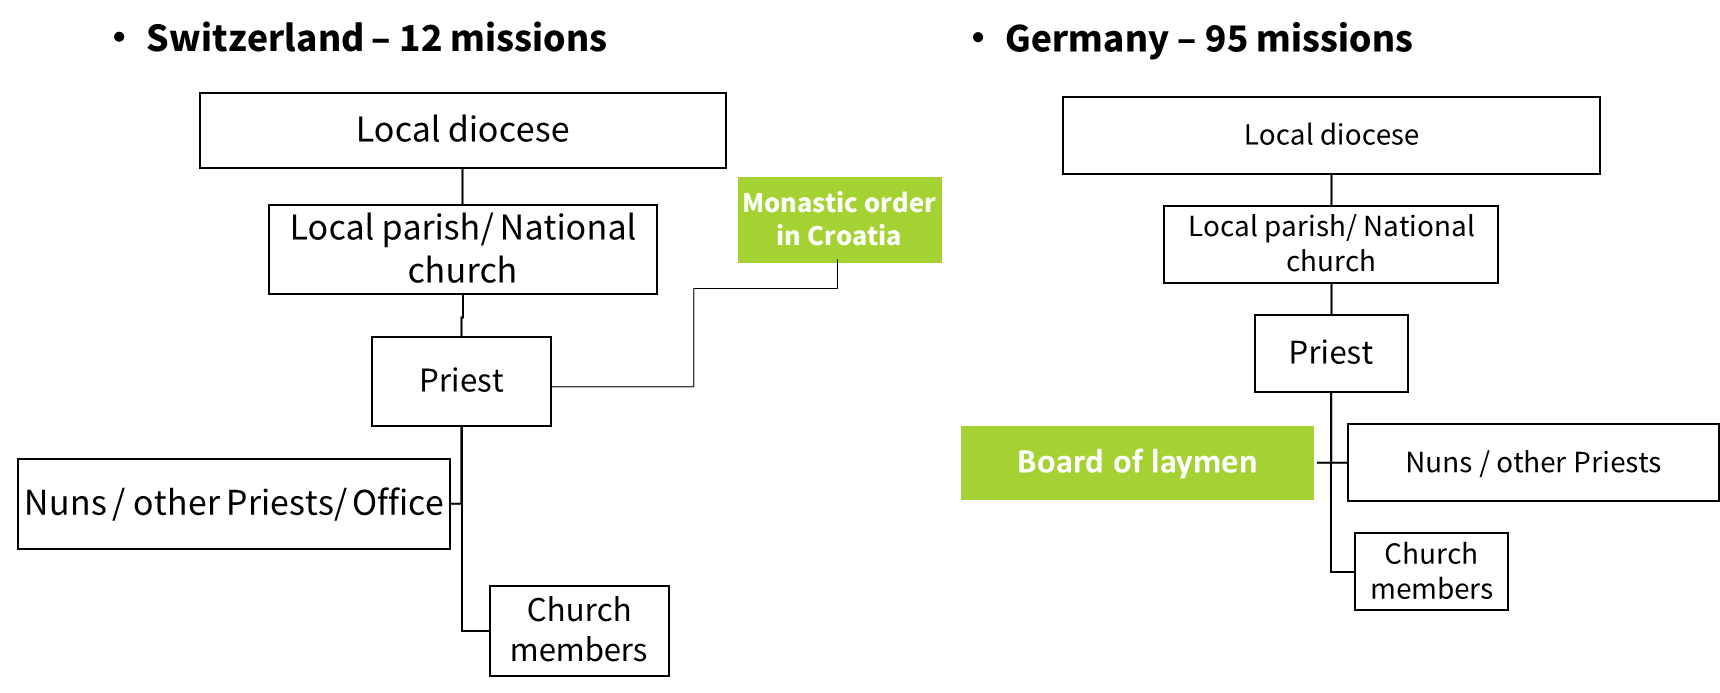 • Switzerland – 12 missions
Local diocese
Local parish/ National
church
Monastic order
in Croatia
Priest
Nuns / other Priests/ Office
Church
members
• Germany – 95 missions
Local diocese
Local parish/ National
church
Priest
Board of laymen
Nuns / other Priests
Church
members